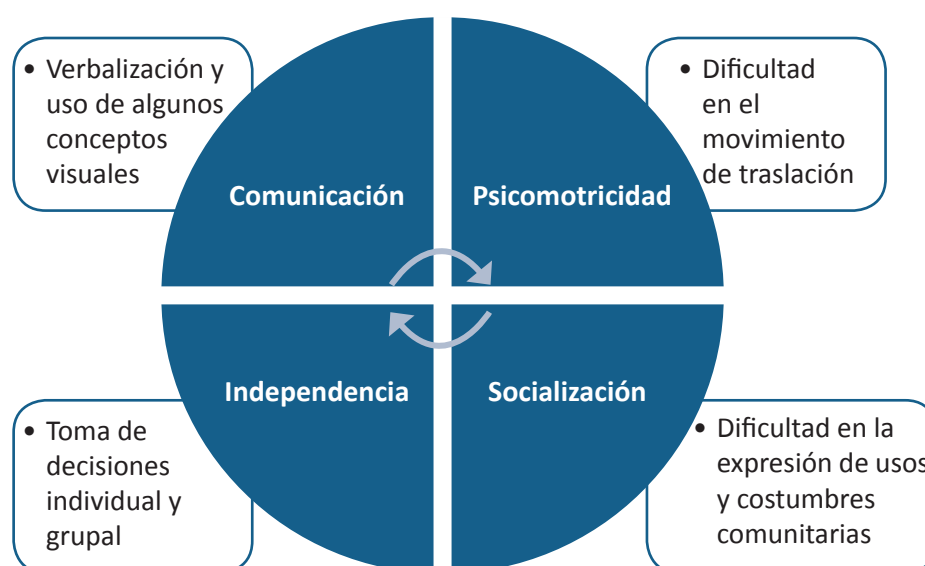 • Verbalización y
uso de algunos
conceptos
visuales
• Dificultad
en el
movimiento
de traslación
Comunicación
Psicomotricidad
Independencia
Socialización
• Toma de
decisiones
individual y
grupal
• Dificultad en la
expresión de usos
y costumbres
comunitarias